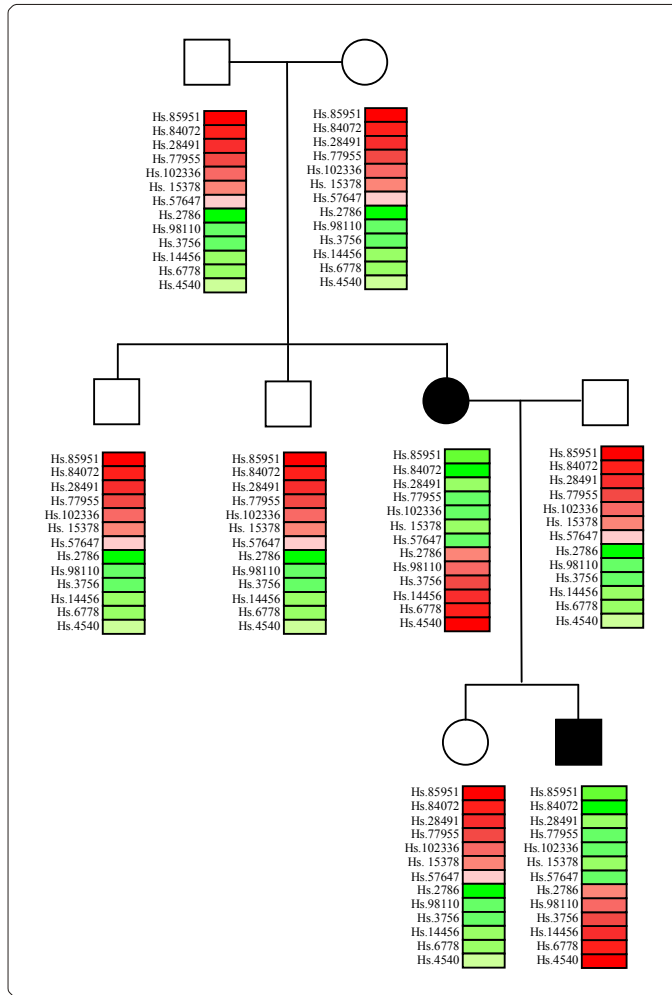 Hs.85951
Hs.84072
Hs.28491
Hs.77955
Hs.102336
Hs. 15378
Hs.57647
Hs.2786
Hs.98110
Hs.3756
Hs.14456
Hs.6778
Hs.4540
Hs.85951
Hs.84072
Hs.28491
Hs.77955
Hs.102336
Hs. 15378
Hs.57647
Hs.2786
Hs.98110
Hs.3756
Hs.14456
Hs.6778
Hs.4540
Hs.85951
Hs.84072
Hs.28491
Hs.77955
Hs.102336
Hs. 15378
Hs.57647
Hs.2786
Hs.98110
Hs.3756
Hs.14456
Hs.6778
Hs.4540
Hs.85951
Hs.84072
Hs.28491
Hs.77955
Hs.102336
Hs. 15378
Hs.57647
Hs.2786
Hs.98110
Hs.3756
Hs.14456
Hs.6778
Hs.4540
Hs.85951
Hs.84072
Hs.28491
Hs.77955
Hs.102336
Hs. 15378
Hs.57647
Hs.2786
Hs.98110
Hs.3756
Hs.14456
Hs.6778
Hs.4540
Hs.85951
Hs.84072
Hs.28491
Hs.77955
Hs.102336
Hs. 15378
Hs.57647
Hs.2786
Hs.98110
Hs.3756
Hs.14456
Hs.6778
Hs.4540
Hs.85951
Hs.84072
Hs.28491
Hs.77955
Hs.102336
Hs. 15378
Hs.57647
Hs.2786
Hs.98110
Hs.3756
Hs.14456
Hs.6778
Hs.4540
Hs.85951
Hs.84072
Hs.28491
Hs.77955
Hs.102336
Hs. 15378
Hs.57647
Hs.2786
Hs.98110
Hs.3756
Hs.14456
Hs.6778
Hs.4540